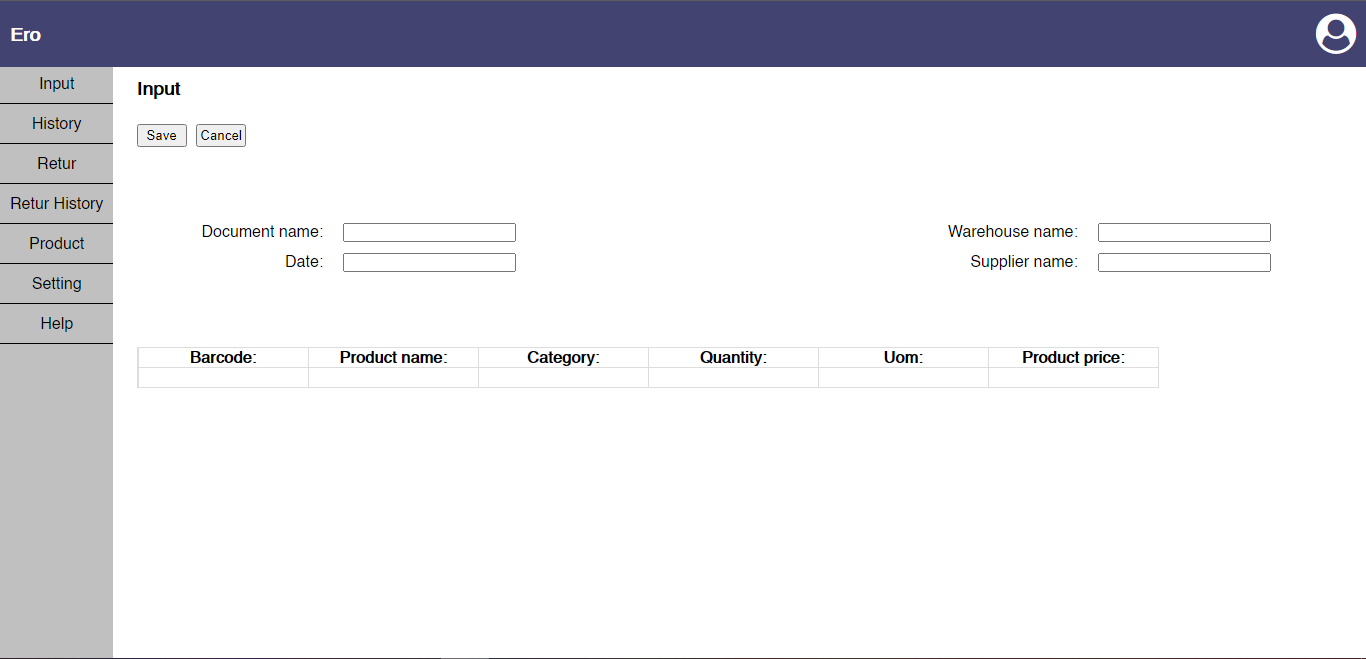 Ero
Input
History
Retur
Retur History
Product
Setting
Help
Input
Save Cancel
Document name: Warehouse name:
Date: Supplier name:
Barcode: Product name: Category: Quantity: Uom: Product price: